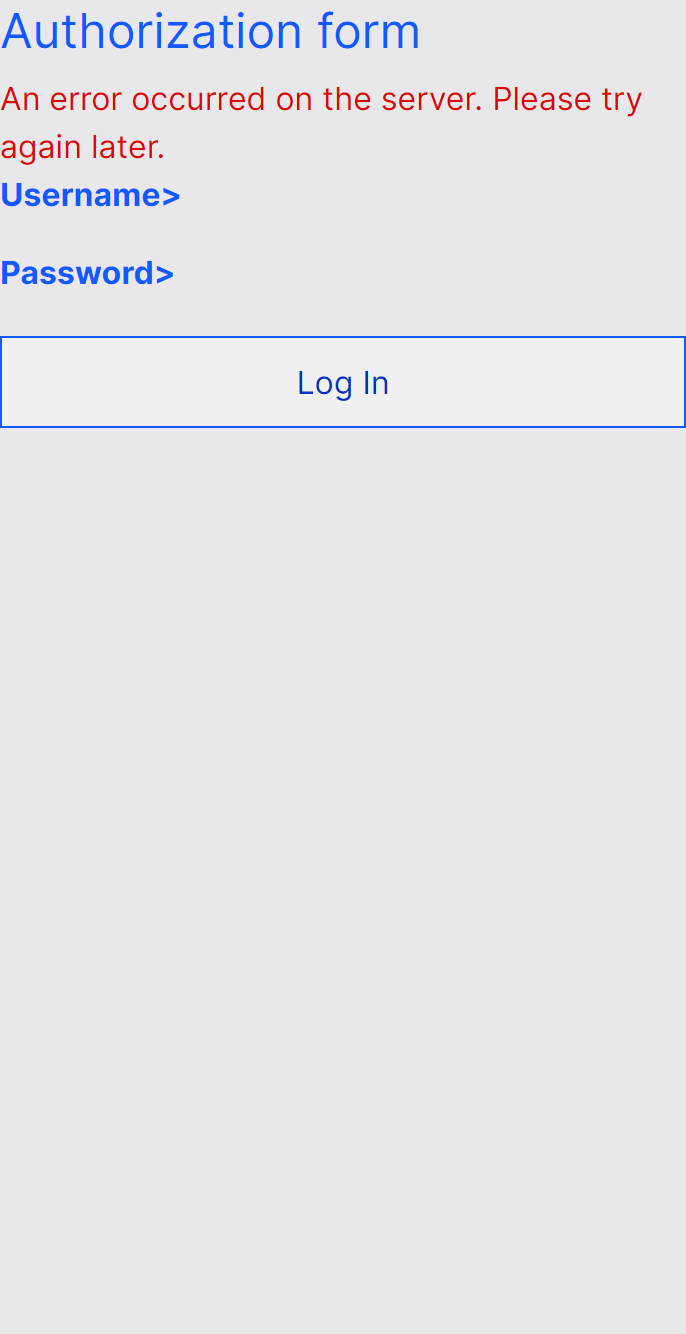 Authorization form
An error occurred on the server. Please try
again later.
Username>
Password>
Log In